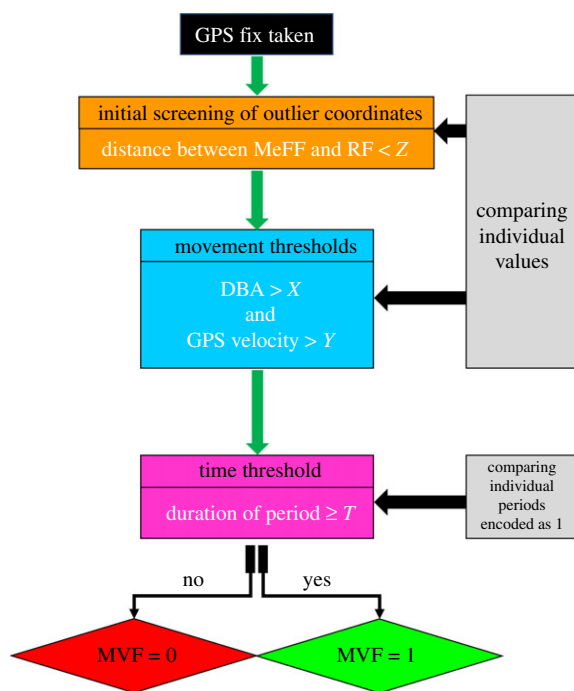 GPS fix taken
initial screening of outlier coordinates
distance between MeFF and RF < Z
comparing
individual
values
movement thresholds
DBA > X
and
GPS velocity > Y
time threshold
duration of period ≥ T
comparing
individual
periods
encoded as 1
no
yes
MVF = 0
MVF = 1